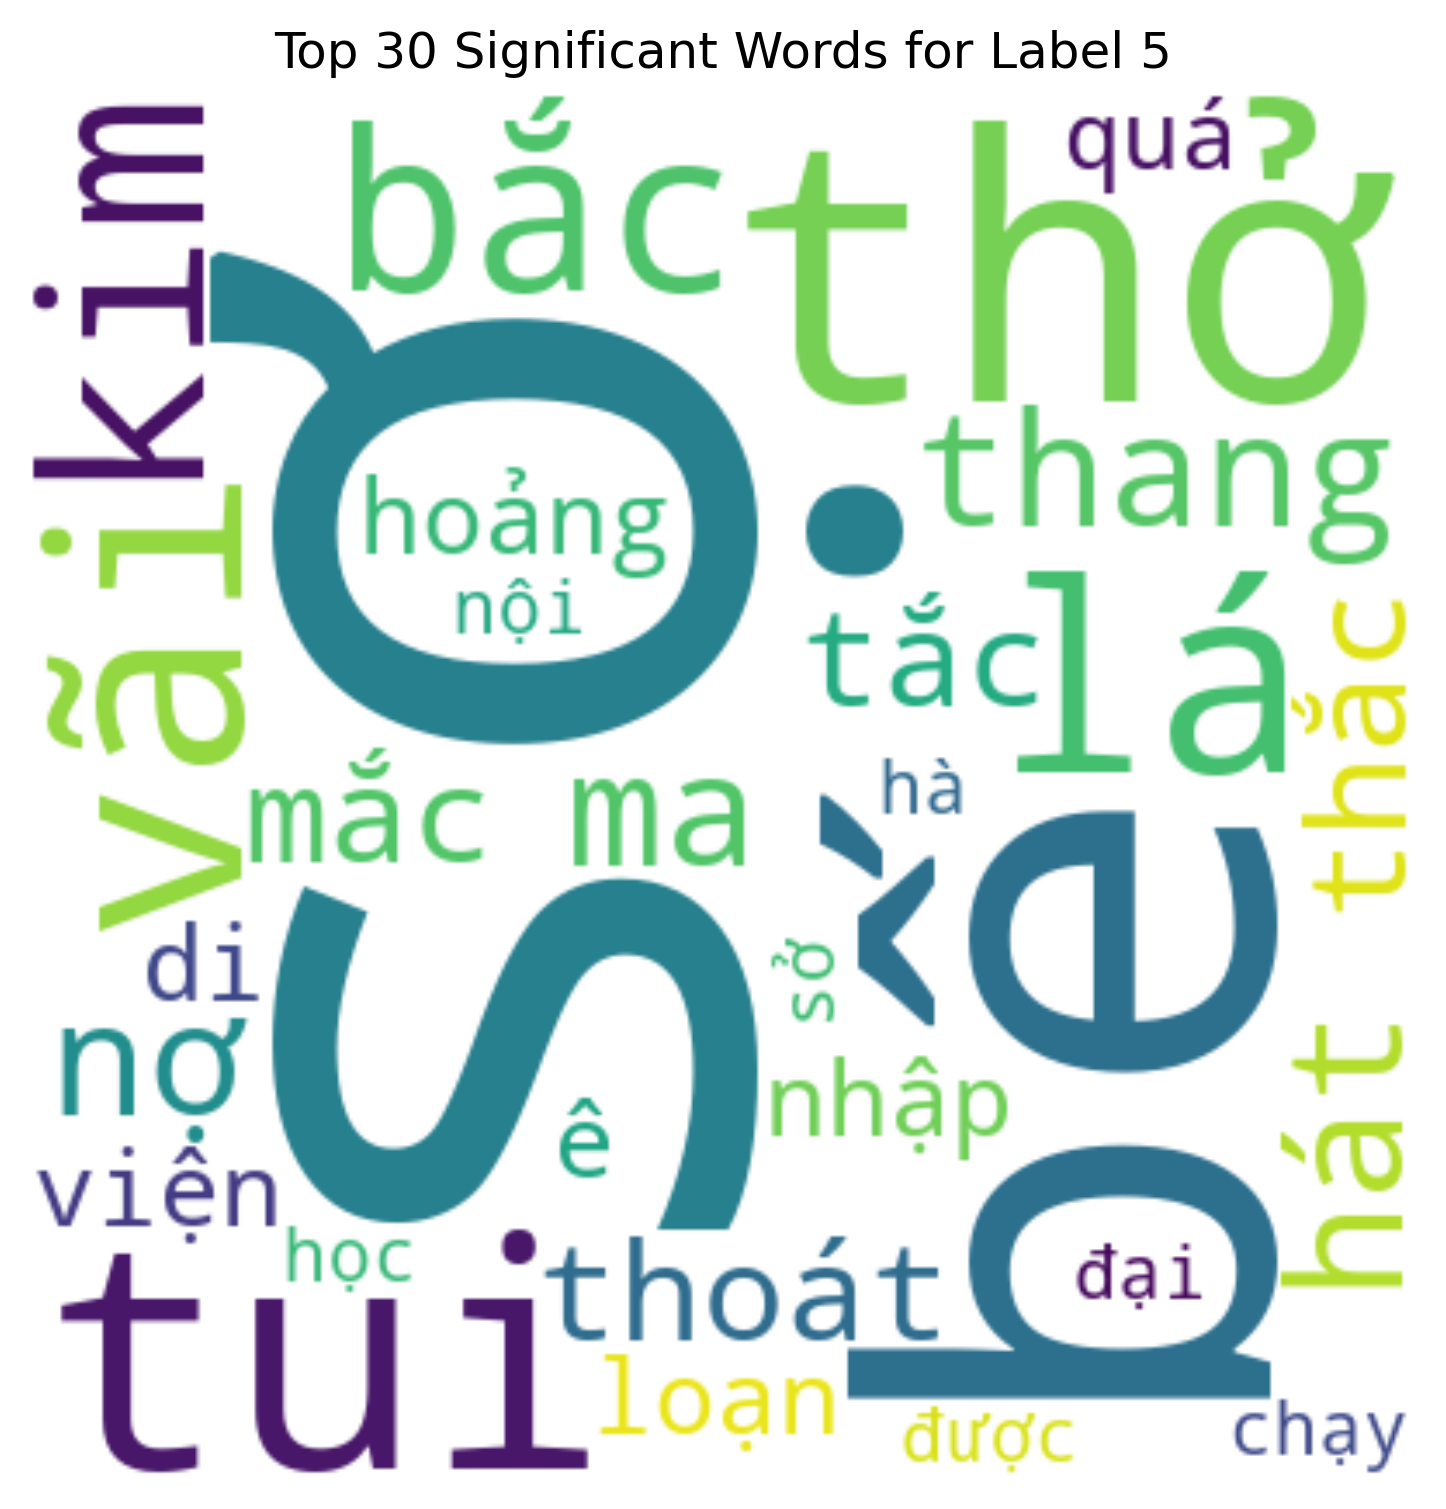 Top 30 Significant Words for Label 5
kim
bắc
thở
quá
vãi
sợ
hoảng
nội
thang
tắc
lá
thắc
mắc
ma
hà
bế
di
sở
nợ
nhập
hát
ê
viện
học
tui
thoát
đại
loạn
được
chạy